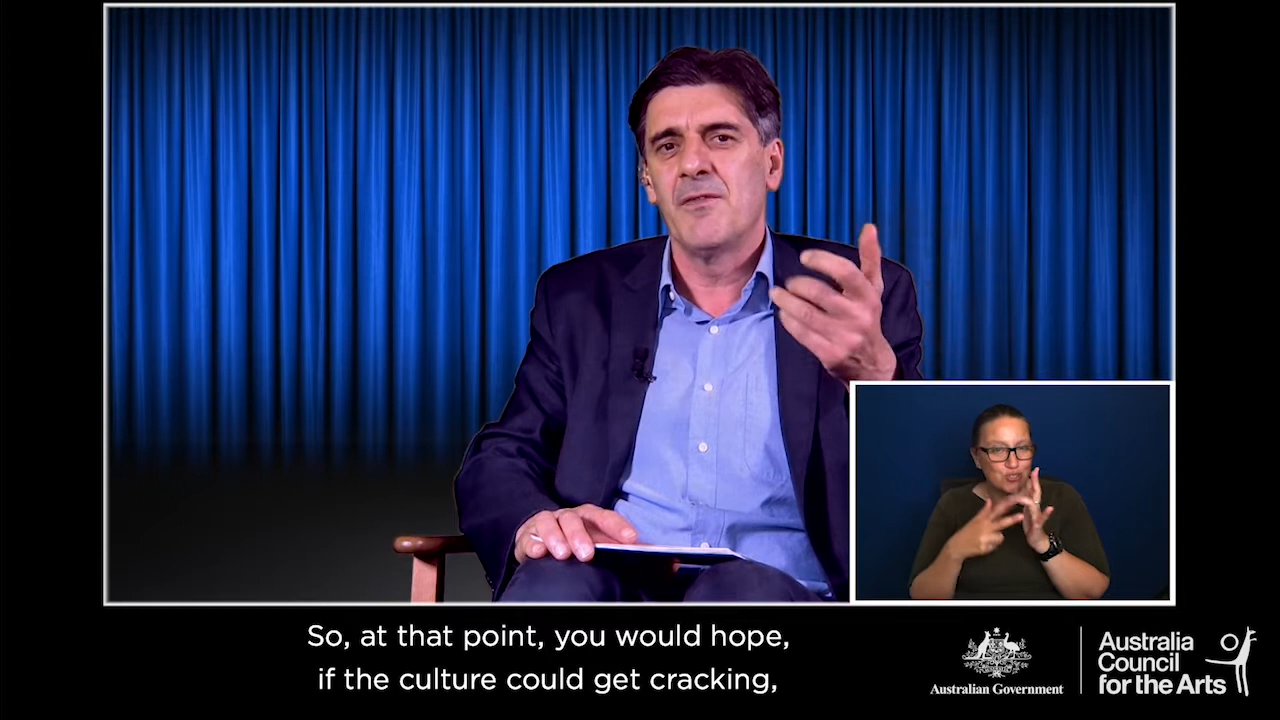 So, at that point, you would hope,
if the culture could get cracking,
Australian Government
Australia
Council
for the Arts